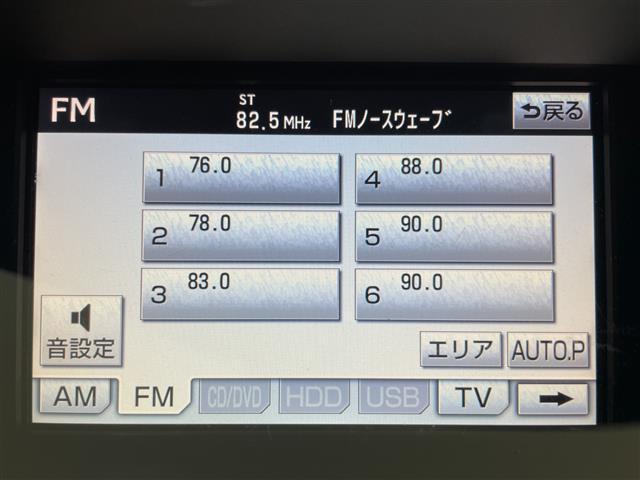 FM
ST
82.5 MHz FMノースウェーブ
戻る
1 76.0
4 88.0
2 78.0
5 90.0
3 83.0
6 90.0
音設定
エリア AUTO.P
AM FM CD/DVD HDD USB TV